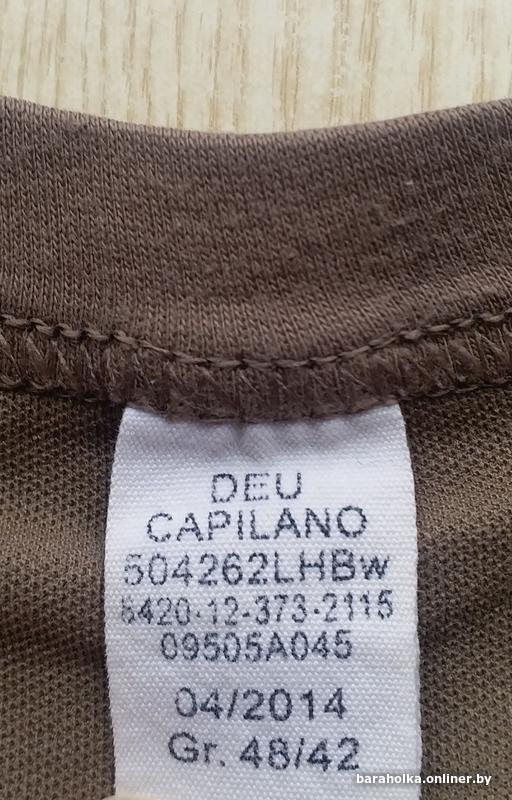 DEU
CAPILANO
504262LHBw
8420-12-373-2115
09505A045
04/2014
Gr. 48/42
baraholka.onliner.by